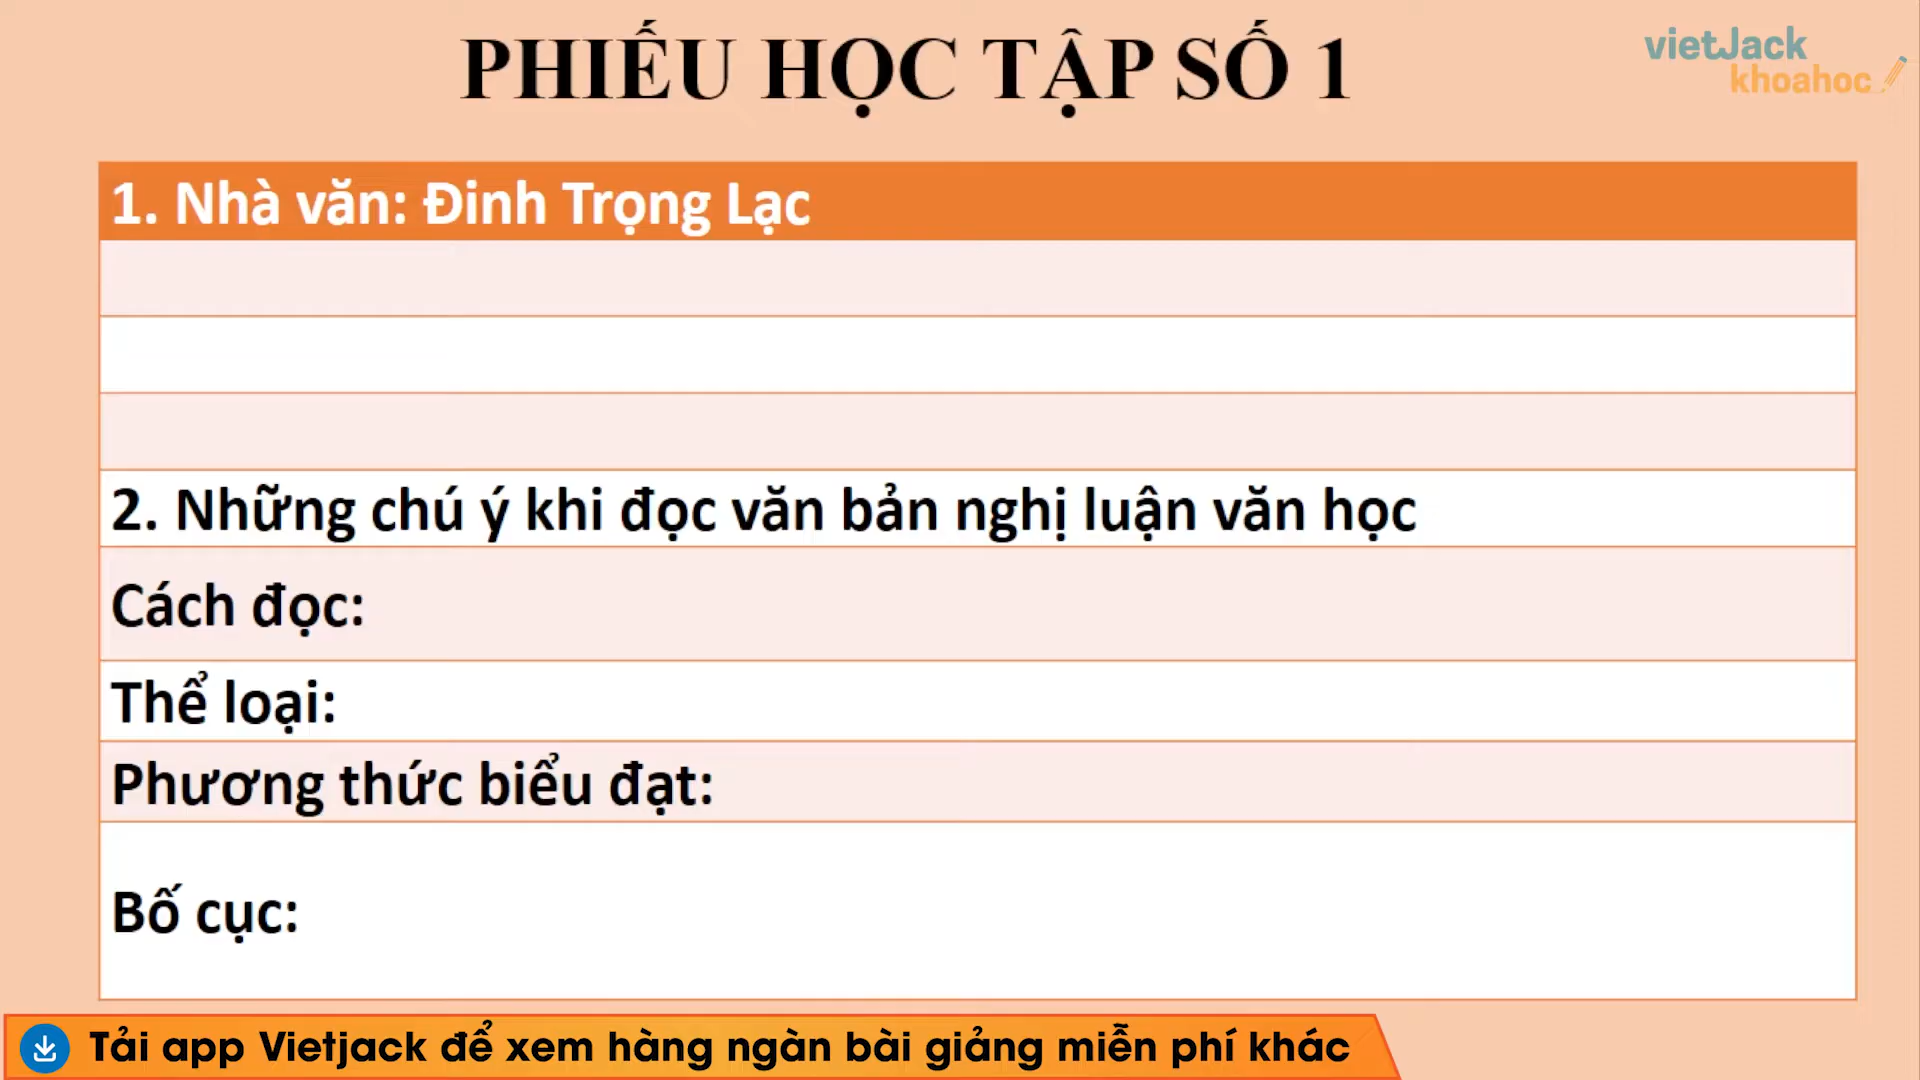 PHIẾU HỌC TẬP SỐ 1
vietJack
khoahoc
1. Nhà văn: Đinh Trọng Lạc
2. Những chú ý khi đọc văn bản nghị luận văn học
Cách đọc:
Thể loại:
Phương thức biểu đạt:
Bố cục:
Tải app Vietjack để xem hàng ngàn bài giảng miễn phí khác